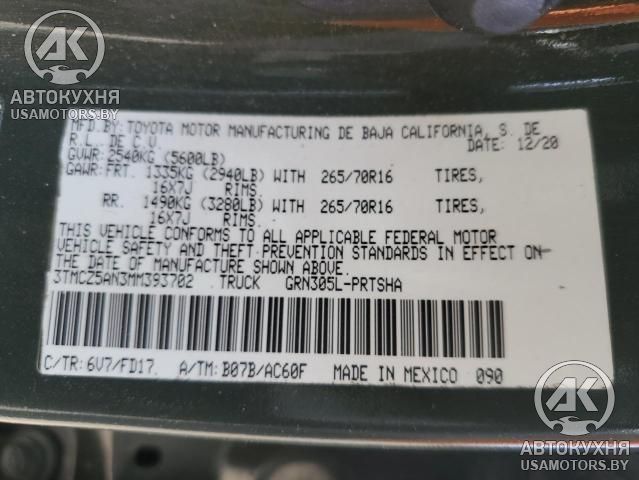 AK
АВТОКУХНЯ
USAMOTORS.BY
MFD.BY: TOYOTA MOTOR MANUFACTURING DE BAJA CALIFORNIA, S. DE
R.L. DE C.V. DATE: 12/20
GVWR: 2540KG (5600LB)
GAWR: FRT. 1335KG (2940LB) WITH 265/70R16 TIRES,
16X7J RIMS.
RR. 1490KG (3280LB) WITH 265/70R16 TIRES,
16X7J RIMS.
THIS VEHICLE CONFORMS TO ALL APPLICABLE FEDERAL MOTOR
VEHICLE SAFETY AND THEFT PREVENTION STANDARDS IN EFFECT ON
THE DATE OF MANUFACTURE SHOWN ABOVE.
3TMCZ5AN3MM393702 TRUCK GRN305L-PRTSHA
C/TR: 6V7/FD17. A/TM: B07B/AC60F MADE IN MEXICO 090
AK
АВТОКУХНЯ
USAMOTORS.BY